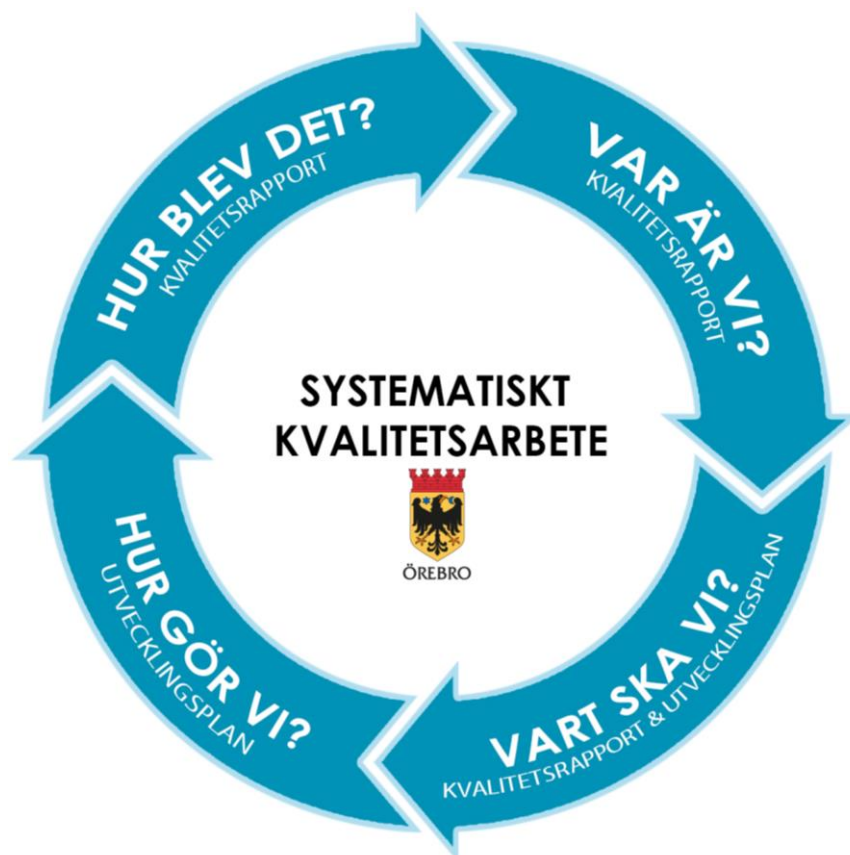 HUR BLEV DET?
KVALITETSRAPPORT
VAR ÄR VI?
KVALITETSRAPPORT
SYSTEMATISKT
KVALITETSARBETE
ÖREBRO
VART SKA VI?
KVALITETSRAPPORT & UTVECKLINGSPLAN
HUR GÖR VI?
UTVECKLINGSPLAN